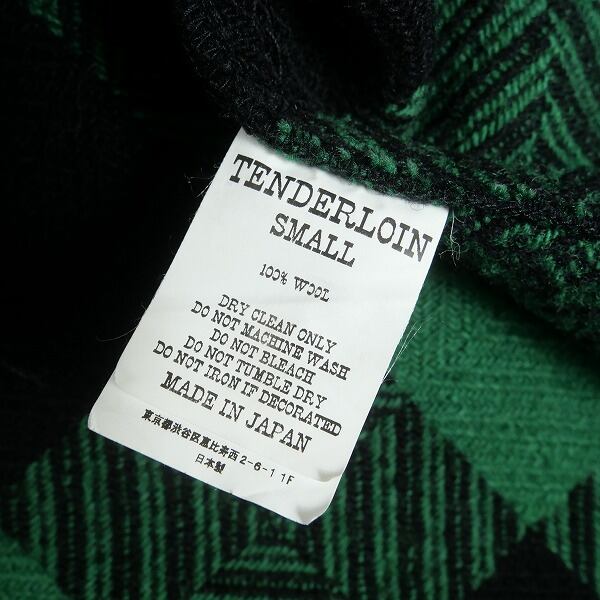 TENDERLOIN
SMALL
100% WOOL
DRY CLEAN ONLY
DO NOT MACHINE WASH
DO NOT BLEACH
DO NOT TUMBLE DRY
DO NOT IRON IF DECORATED
MADE IN JAPAN
東京都渋谷区恵比寿西2-6-11F
日本製